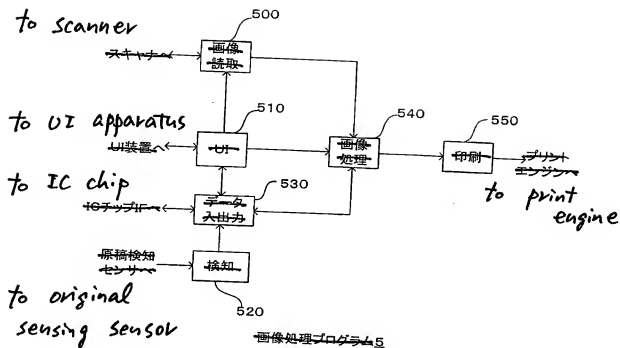 to scanner
500
スキャナへ
画像
読取
510
540
550
to UI apparatus
UI装置へ
UI
画像
処理
印刷
プリント
エンジンへ
to IC chip
530
to print
engine
ICチップIFへ
データ
入出力
原稿検知
センサへ
検知
to original
sensing sensor
520
画像処理プログラム5